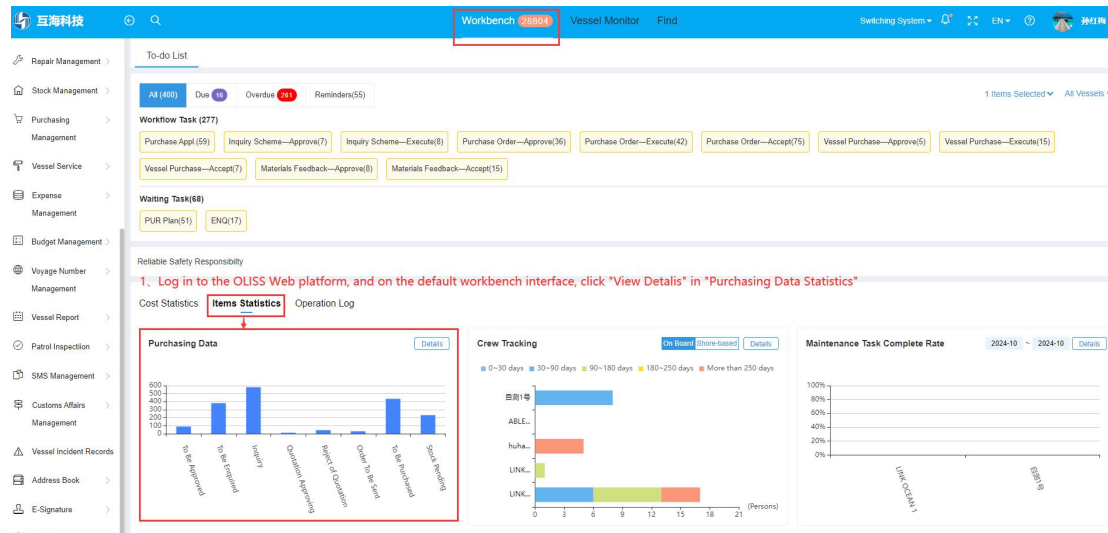 互海科技
Workbench 28804 Vessel Monitor Find
Switching System EN 孙红梅
Repair Management
Stock Management
Purchasing
Management
Vessel Service
Expense
Management
Budget Management
Voyage Number
Management
Vessel Report
Patrol Inspectiion
SMS Management
Customs Affairs
Management
Vessel Incident Records
Address Book
E-Signature
To-do List
All (400) Due 16 Overdue 261 Reminders(55)
1 Items Selected All Vessels
Workflow Task (277)
Purchase Appl.(59) Inquiry Scheme—Approve(7) Inquiry Scheme—Execute(8) Purchase Order—Approve(36) Purchase Order—Execute(42) Purchase Order—Accept(75) Vessel Purchase—Approve(5) Vessel Purchase—Execute(15)
Vessel Purchase—Accept(7) Materials Feedback—Approve(8) Materials Feedback—Accept(15)
Waiting Task(68)
PUR Plan(51) ENQ(17)
Reliable Safety Responsibilty
1、Log in to the OLISS Web platform, and on the default workbench interface, click "View Detalis" in "Purchasing Data Statistics"
Cost Statistics Items Statistics Operation Log
Purchasing Data Details
600
500
400
300
200
100
0
To Be Approved
To Be Enquired
Inquiry
Quotation Approving
Reject of Quotation
Order To Be Sent
To Be Purchased
Stock Pending
Crew Tracking On Board Shore-based Details
0~30 days 30~90 days 90~180 days 180~250 days More than 250 days
自测1号
ABLE...
huha...
LINK...
LINK...
0 3 6 9 12 15 18 21 (Persons)
Maintenance Task Complete Rate 2024-10 ~ 2024-10 Details
100%
80%
60%
40%
20%
0%
LINK OCEAN 1
自测1号